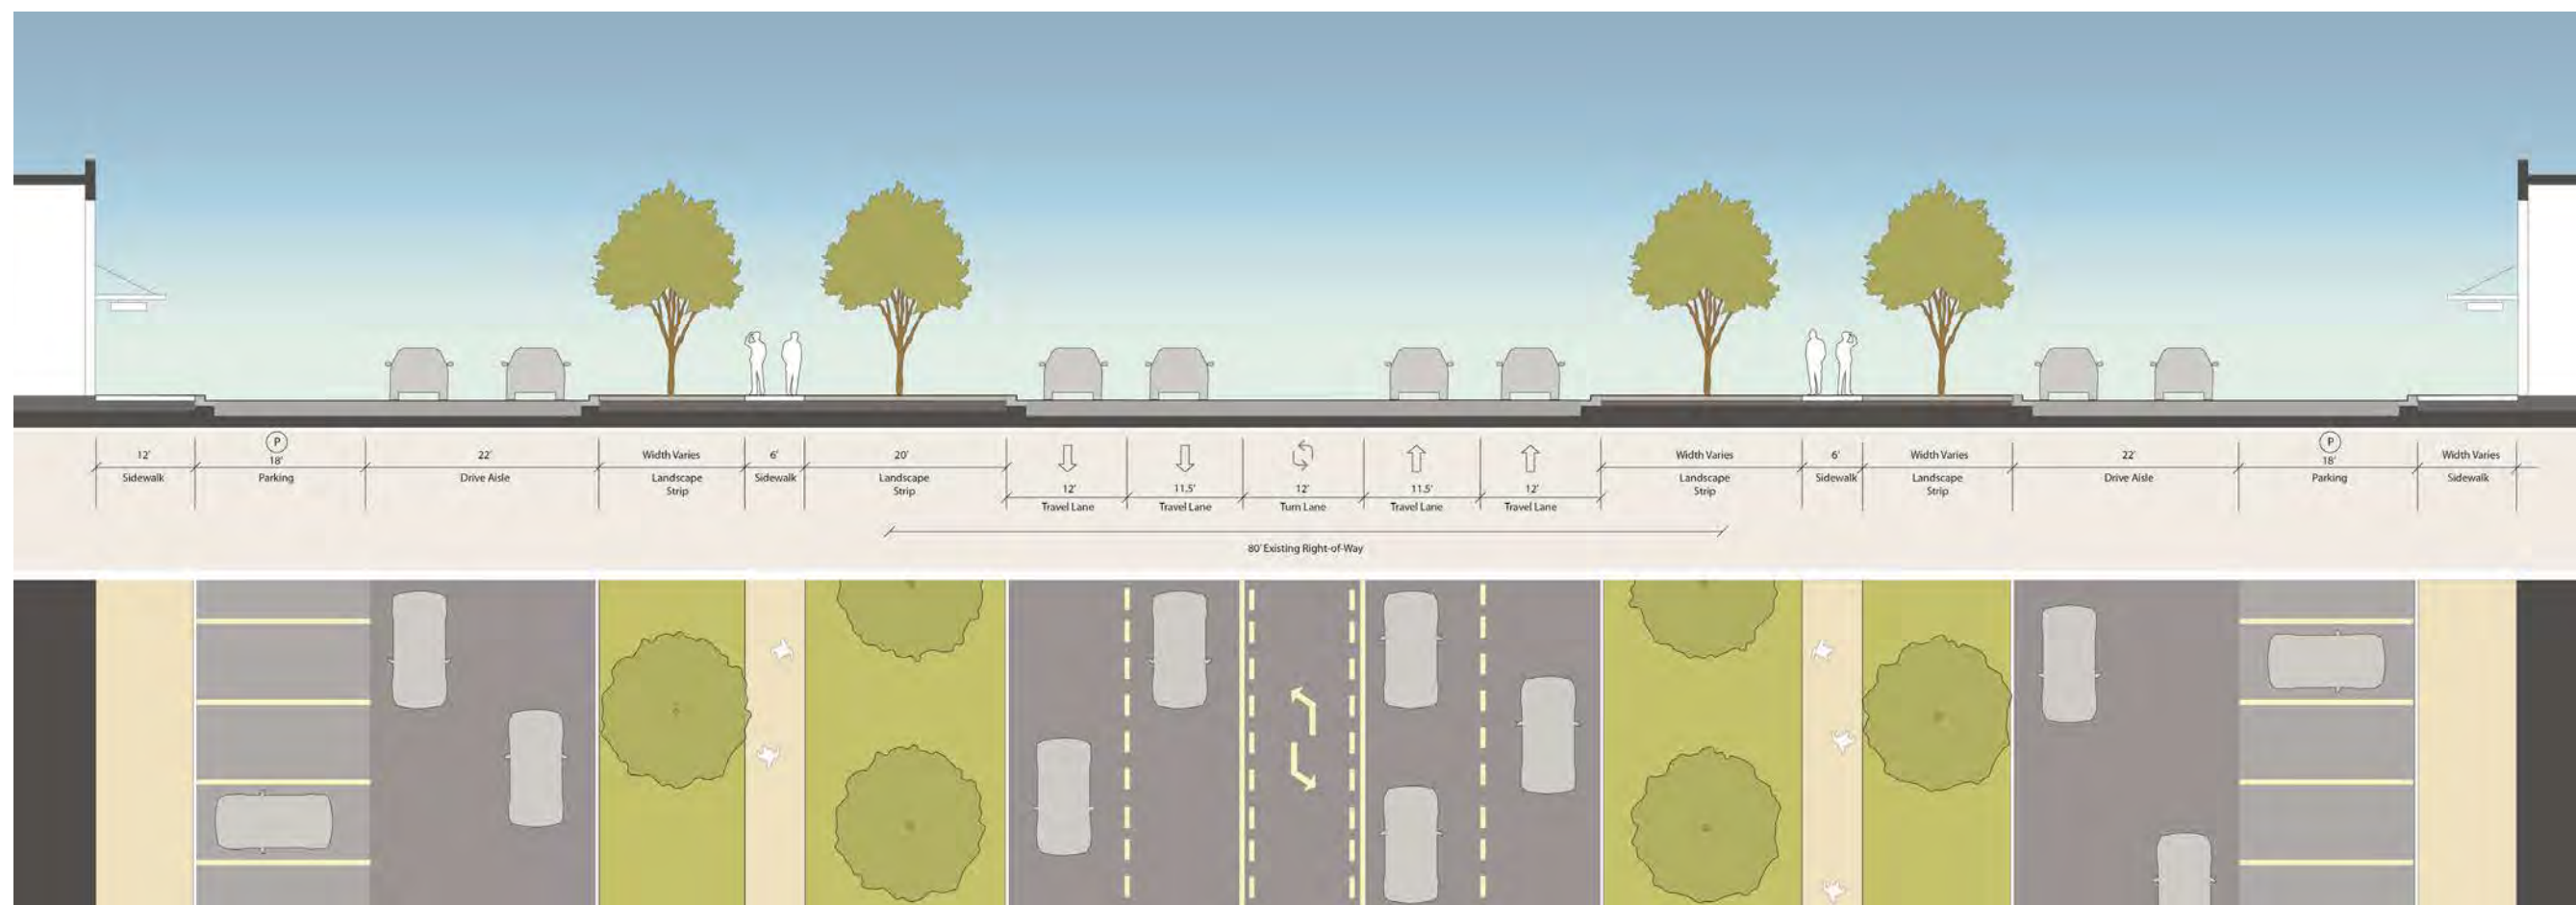 12'
Sidewalk
P
18'
Parking
22'
Drive Aisle
Width Varies
Landscape
Strip
6'
Sidewalk
20'
Landscape
Strip
12'
Travel Lane
11.5'
Travel Lane
12'
Turn Lane
11.5'
Travel Lane
12'
Travel Lane
Width Varies
Landscape
Strip
6'
Sidewalk
Width Varies
Landscape
Strip
22'
Drive Aisle
P
18'
Parking
Width Varies
Sidewalk
80' Existing Right-of-Way